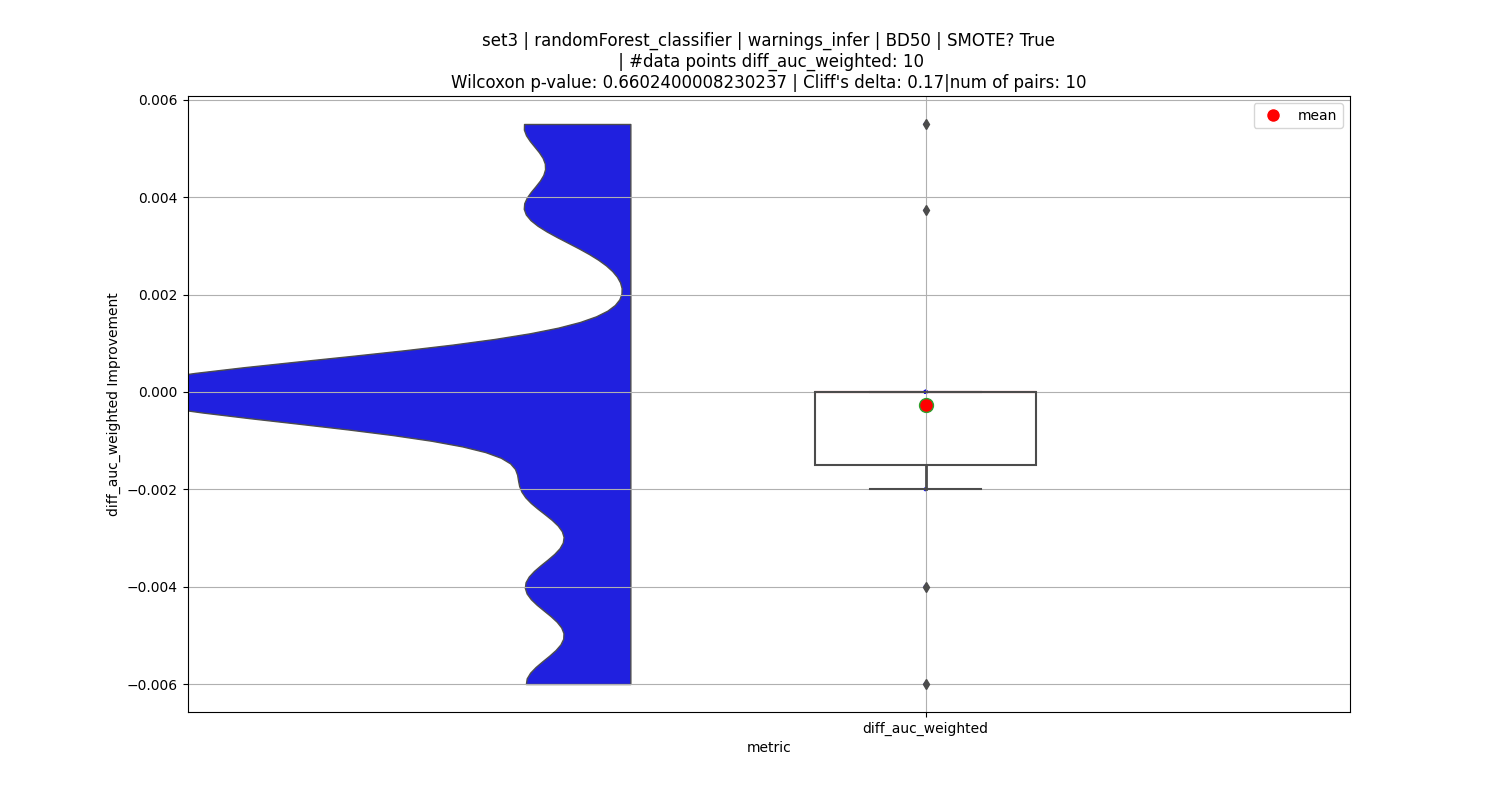 set3 | randomForest_classifier | warnings_infer | BD50 | SMOTE? True
| #data points diff_auc_weighted: 10
Wilcoxon p-value: 0.6602400008230237 | Cliff's delta: 0.17|num of pairs: 10
mean
0.006
0.004
0.002
0.000
−0.002
−0.004
−0.006
diff_auc_weighted Improvement
diff_auc_weighted
metric